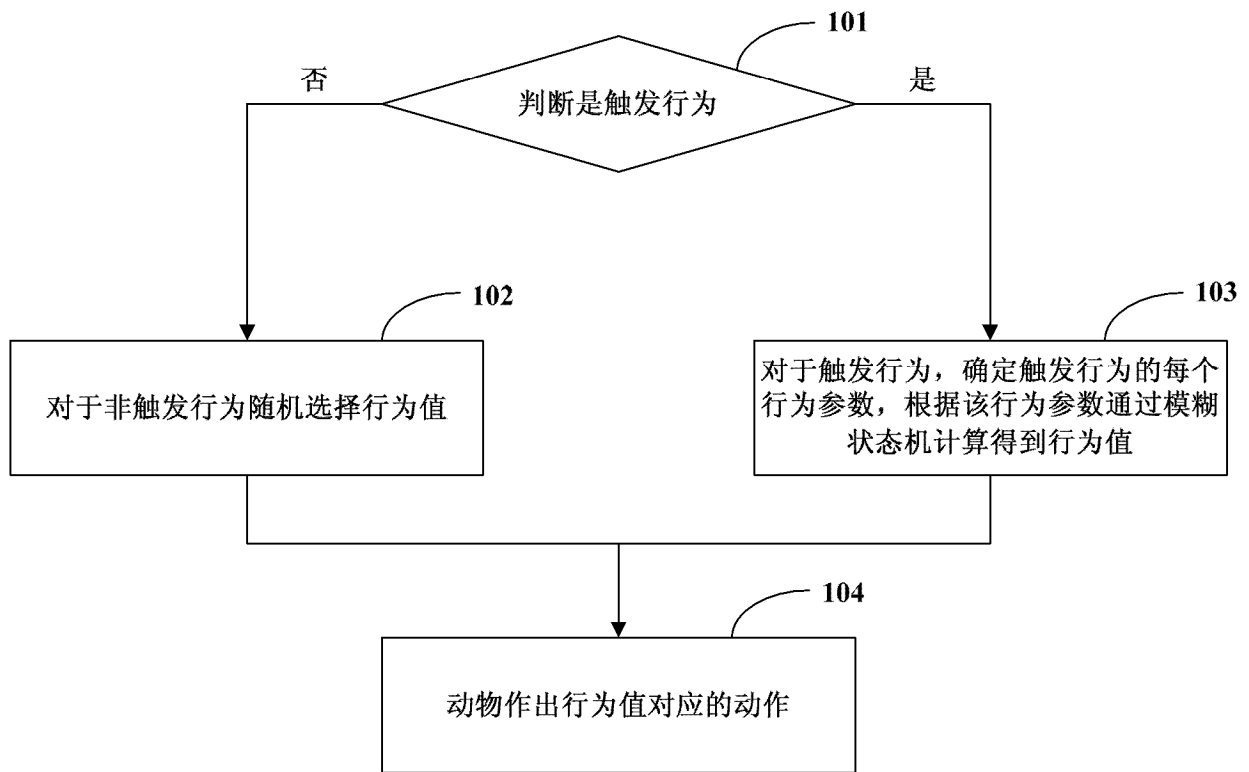 101
否
是
判断是触发行为
102
103
对于非触发行为随机选择行为值
对于触发行为，确定触发行为的每个
行为参数，根据该行为参数通过模糊
状态机计算得到行为值
104
动物作出行为值对应的动作